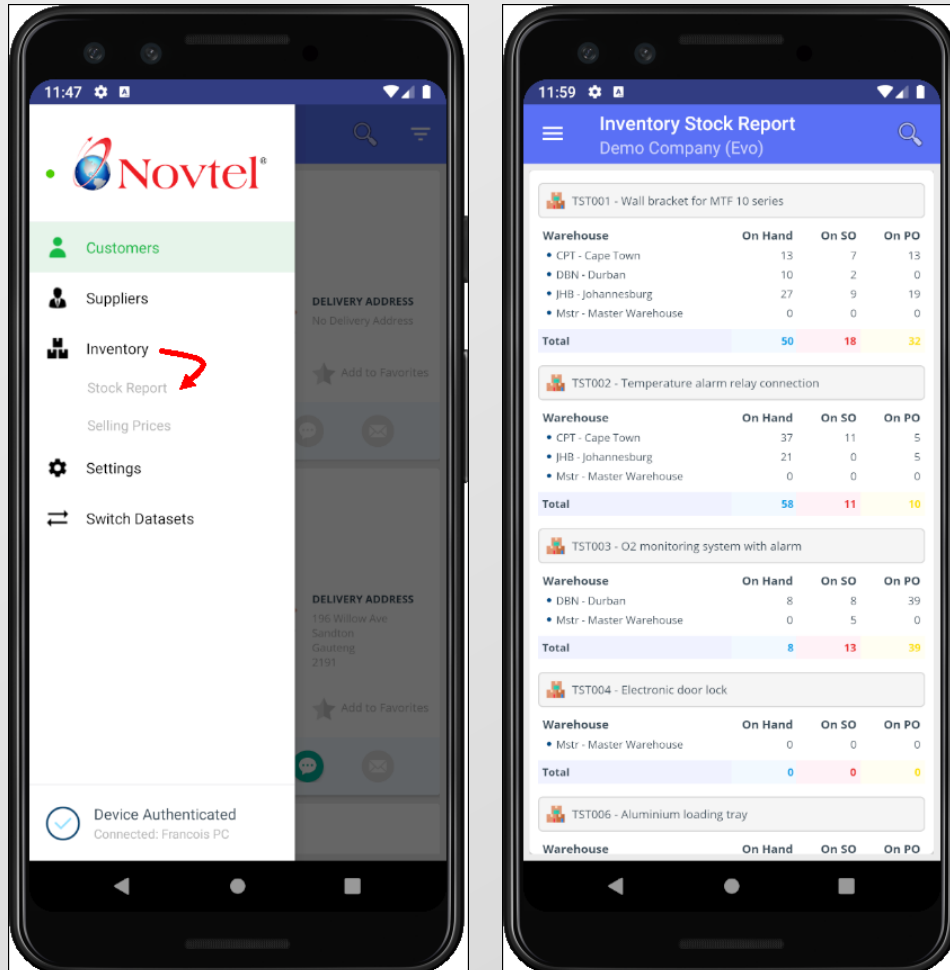 11:47
Novtel®
Customers
Suppliers
Inventory
Stock Report
Selling Prices
Settings
Switch Datasets
Device Authenticated
Connected: Francois PC
DELIVERY ADDRESS
No Delivery Address
Add to Favorites
DELIVERY ADDRESS
196 Willow Ave
Sandton
Gauteng
2191
Add to Favorites
11:59
Inventory Stock Report
Demo Company (Evo)
TST001 - Wall bracket for MTF 10 series
Warehouse On Hand On SO On PO
• CPT - Cape Town 13 7 13
• DBN - Durban 10 2 0
• JHB - Johannesburg 27 9 19
• Mstr - Master Warehouse 0 0 0
Total 50 18 32
TST002 - Temperature alarm relay connection
Warehouse On Hand On SO On PO
• CPT - Cape Town 37 11 5
• JHB - Johannesburg 21 0 5
• Mstr - Master Warehouse 0 0 0
Total 58 11 10
TST003 - O2 monitoring system with alarm
Warehouse On Hand On SO On PO
• DBN - Durban 8 8 39
• Mstr - Master Warehouse 0 5 0
Total 8 13 39
TST004 - Electronic door lock
Warehouse On Hand On SO On PO
• Mstr - Master Warehouse 0 0 0
Total 0 0 0
TST006 - Aluminium loading tray
Warehouse On Hand On SO On PO